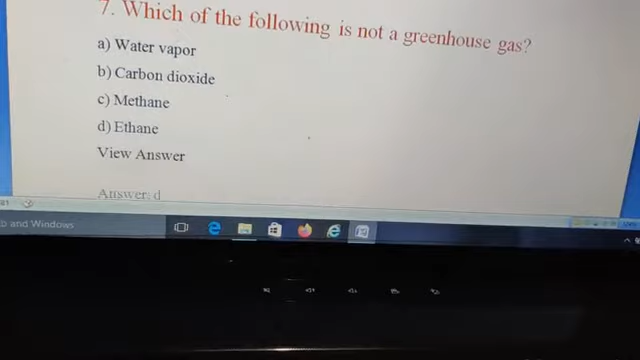 7. Which of the following is not a greenhouse gas?
a) Water vapor
b) Carbon dioxide
c) Methane
d) Ethane
View Answer
Answer: d
b and Windows